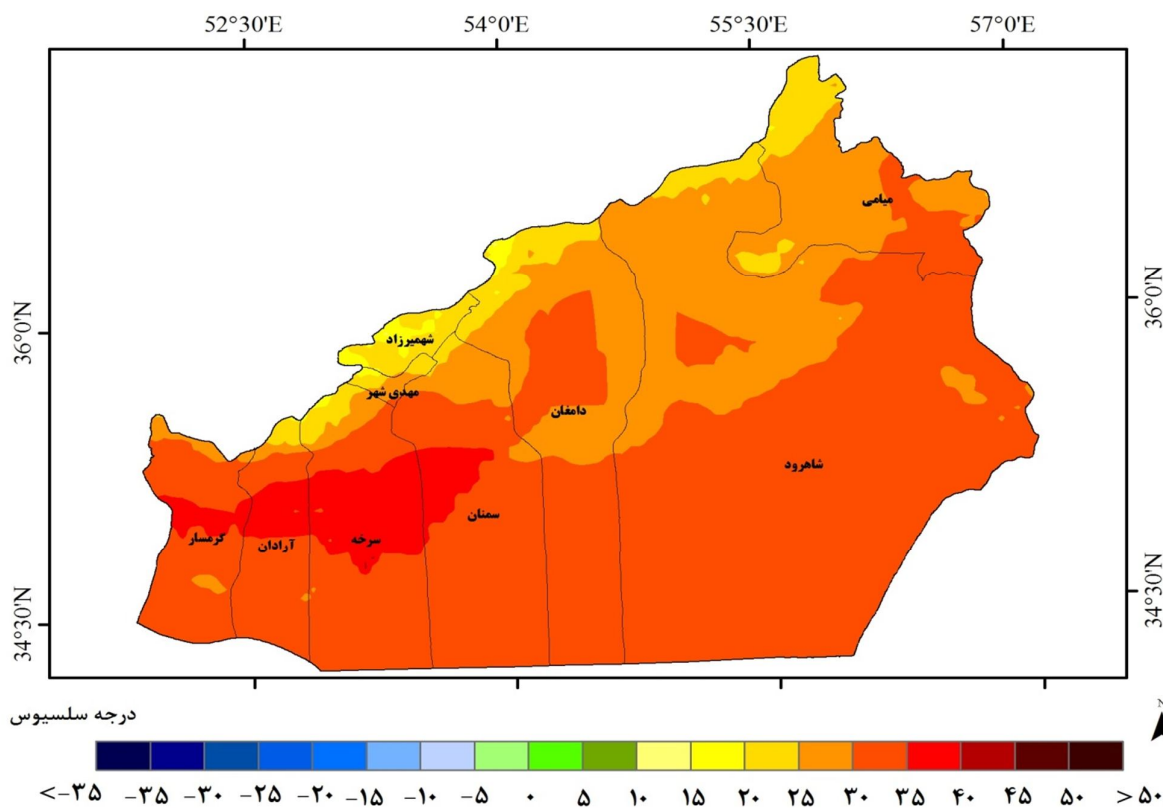 52°30'E 54°0'E 55°30'E 57°0'E
میامی
36°0'N
36°0'N
شهمیرزاد
مهدی شهر
دامغان
شاهرود
سمنان
گرمسار
آرادان
سرخه
34°30'N
34°30'N
درجه سلسیوس
N
<-۳۵ -۳۵ -۳۰ -۲۵ -۲۰ -۱۵ -۱۰ -۵ ۰ ۵ ۱۰ ۱۵ ۲۰ ۲۵ ۳۰ ۳۵ ۴۰ ۴۵ ۵۰ >